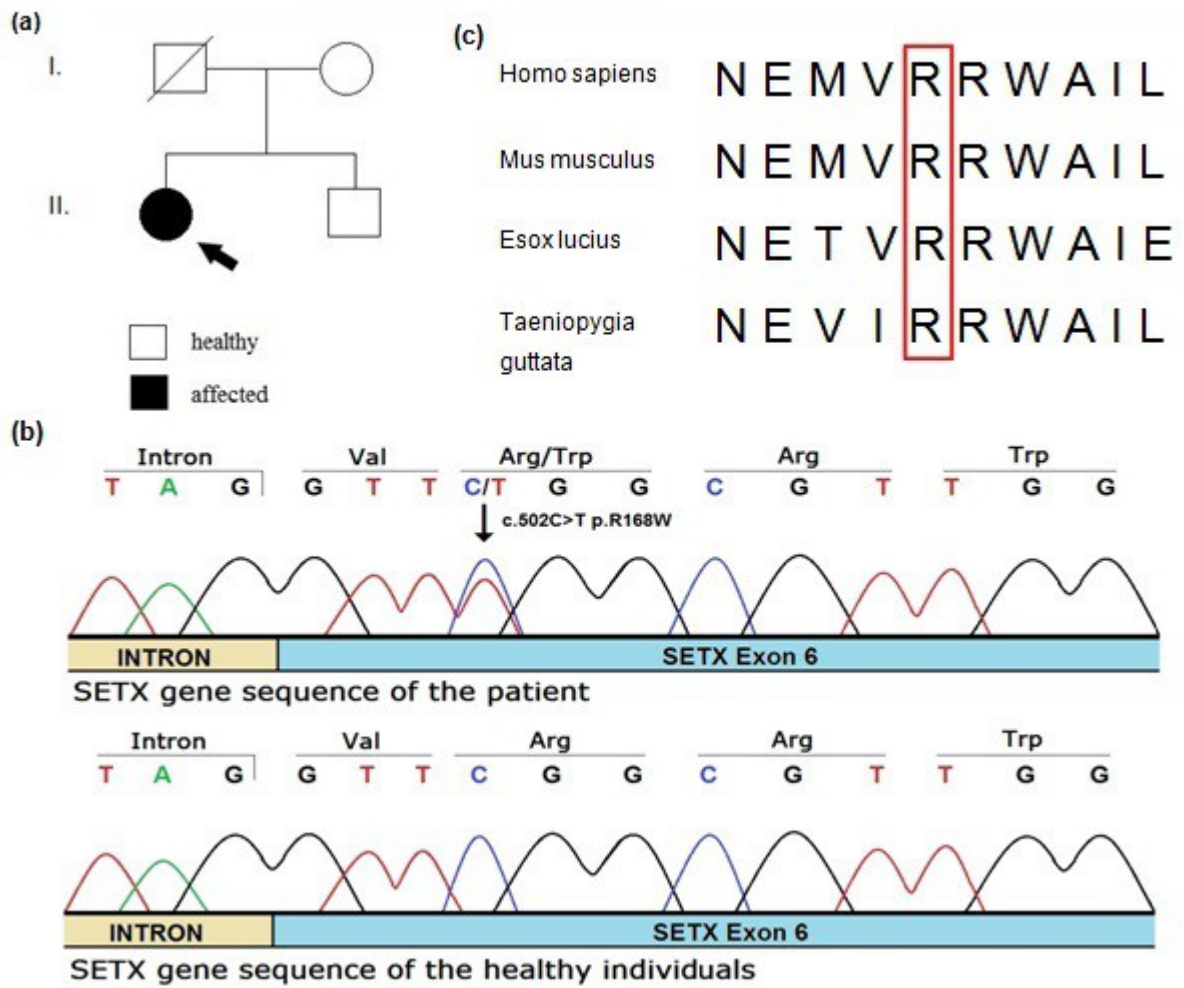 (a)
I.
II.
healthy
affected
(c)
Homo sapiens N E M V R R W A I L
Mus musculus N E M V R R W A I L
Esox lucius N E T V R R W A I E
Taeniopygia guttata N E V I R R W A I L
(b)
Intron Val Arg/Trp Arg Trp
T A G G T T C/T G G C G T T G G
c.502C>T p.R168W
INTRON SETX Exon 6
SETX gene sequence of the patient
Intron Val Arg Arg Trp
T A G G T T C G G C G T T G G
INTRON SETX Exon 6
SETX gene sequence of the healthy individuals